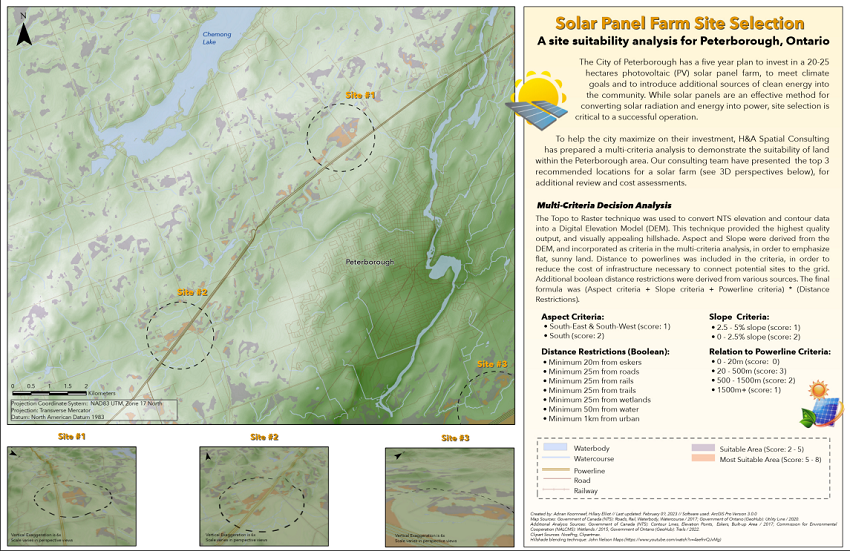 N
Chemong
Lake
Site #1
Peterborough
Site #2
Site #3
0 0.5 1 1.5 2
Kilometers
Projection Coordinate System: NAD83 UTM, Zone 17 North
Projection: Transverse Mercator
Datum: North American Datum 1983
Site #1
Vertical Exaggeration is 6x
Scale varies in perspective views
Site #2
Vertical Exaggeration is 6x
Scale varies in perspective views
Site #3
Vertical Exaggeration is 6x
Scale varies in perspective views
Solar Panel Farm Site Selection
A site suitability analysis for Peterborough, Ontario
The City of Peterborough has a five year plan to invest in a 20-25
hectares photovoltaic (PV) solar panel farm, to meet climate
goals and to introduce additional sources of clean energy into
the community. While solar panels are an effective method for
converting solar radiation and energy into power, site selection is
critical to a successful operation.
To help the city maximize on their investment, H&A Spatial Consulting
has prepared a multi-criteria analysis to demonstrate the suitability of land
within the Peterborough area. Our consulting team have presented the top 3
recommended locations for a solar farm (see 3D perspectives below), for
additional review and cost assessments.
Multi-Criteria Decision Analysis
The Topo to Raster technique was used to convert NTS elevation and contour data
into a Digital Elevation Model (DEM). This technique provided the highest quality
output, and visually appealing hillshade. Aspect and Slope were derived from the
DEM, and incorporated as criteria in the multi-criteria analysis, in order to emphasize
flat, sunny land. Distance to powerlines was included in the criteria, in order to
reduce the cost of infrastructure necessary to connect potential sites to the grid.
Additional boolean distance restrictions were derived from various sources. The final
formula was (Aspect criteria + Slope criteria + Powerline criteria) * (Distance
Restrictions).
Aspect Criteria:
• South-East & South-West (score: 1)
• South (score: 2)
Distance Restrictions (Boolean):
• Minimum 20m from eskers
• Minimum 25m from roads
• Minimum 25m from rails
• Minimum 25m from trails
• Minimum 25m from wetlands
• Minimum 50m from water
• Minimum 1km from urban
Slope Criteria:
• 2.5 - 5% slope (score: 1)
• 0 - 2.5% slope (score: 2)
Relation to Powerline Criteria:
• 0 - 20m (score: 0)
• 20 - 500m (score: 3)
• 500 - 1500m (score: 2)
• 1500m+ (score: 1)
Waterbody
Watercourse
Powerline
Road
Railway
Suitable Area (Score: 2 - 5)
Most Suitable Area (Score: 5 - 8)
Created by: Adrian Koornneef, Hillary Elliott // Last updated: February 01, 2023 // Software used: ArcGIS Pro Version 3.0.0
Map Sources: Government of Canada (NTS): Roads, Rail, Waterbody, Watercourse / 2017; Government of Ontario (GeoHub): Utility Line / 2020
Additional Analysis Sources: Government of Canada (NTS): Contour Lines, Elevation Points, Eskers, Built-up Area / 2017; Commission for Environmental
Cooperation (NALCMS): Wetlands / 2015; Government of Ontario (GeoHub): Trails / 2022.
Clipart Sources:
Hillshade blending technique: John Nelson Maps